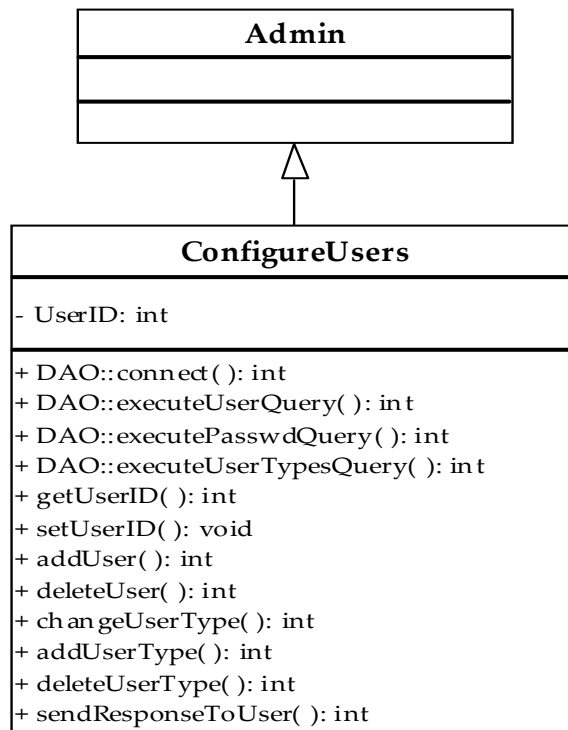 Admin
ConfigureUsers
- UserID: int
+ DAO::connect( ): int
+ DAO::executeUserQuery( ): int
+ DAO::executePasswdQuery( ): int
+ DAO::executeUserTypesQuery( ): int
+ getUserID( ): int
+ setUserID( ): void
+ addUser( ): int
+ deleteUser( ): int
+ changeUserType( ): int
+ addUserType( ): int
+ deleteUserType( ): int
+ sendResponseToUser( ): int